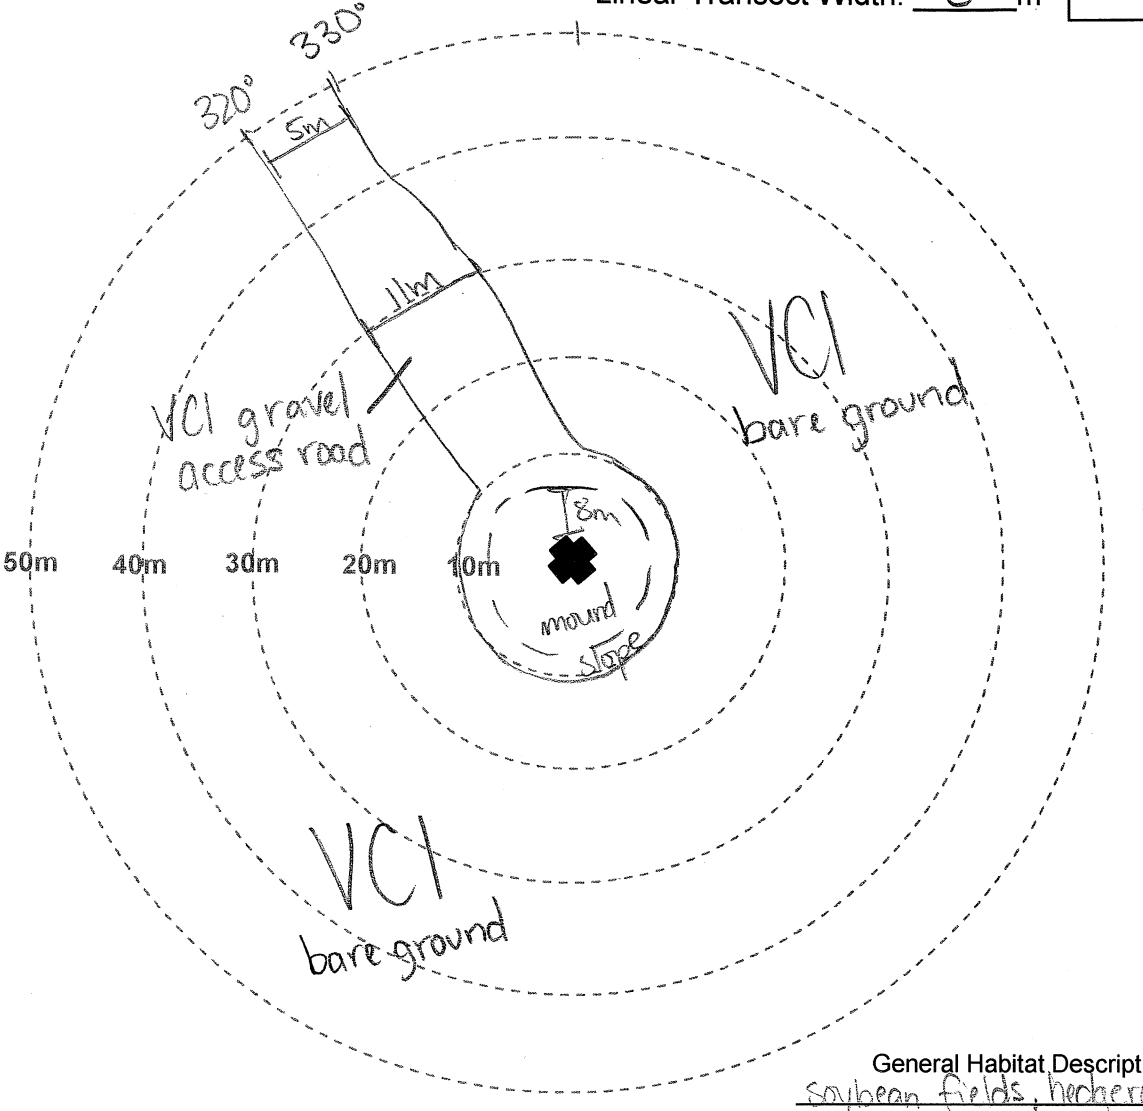 Linear Transect Width: m
330°
320°
5m
11m
VCI
bare ground
VCI gravel
access road
8m
50m 40m 30m 20m 10m
mound
slope
VCI
bare ground
General Habitat Descript
soybean fields,